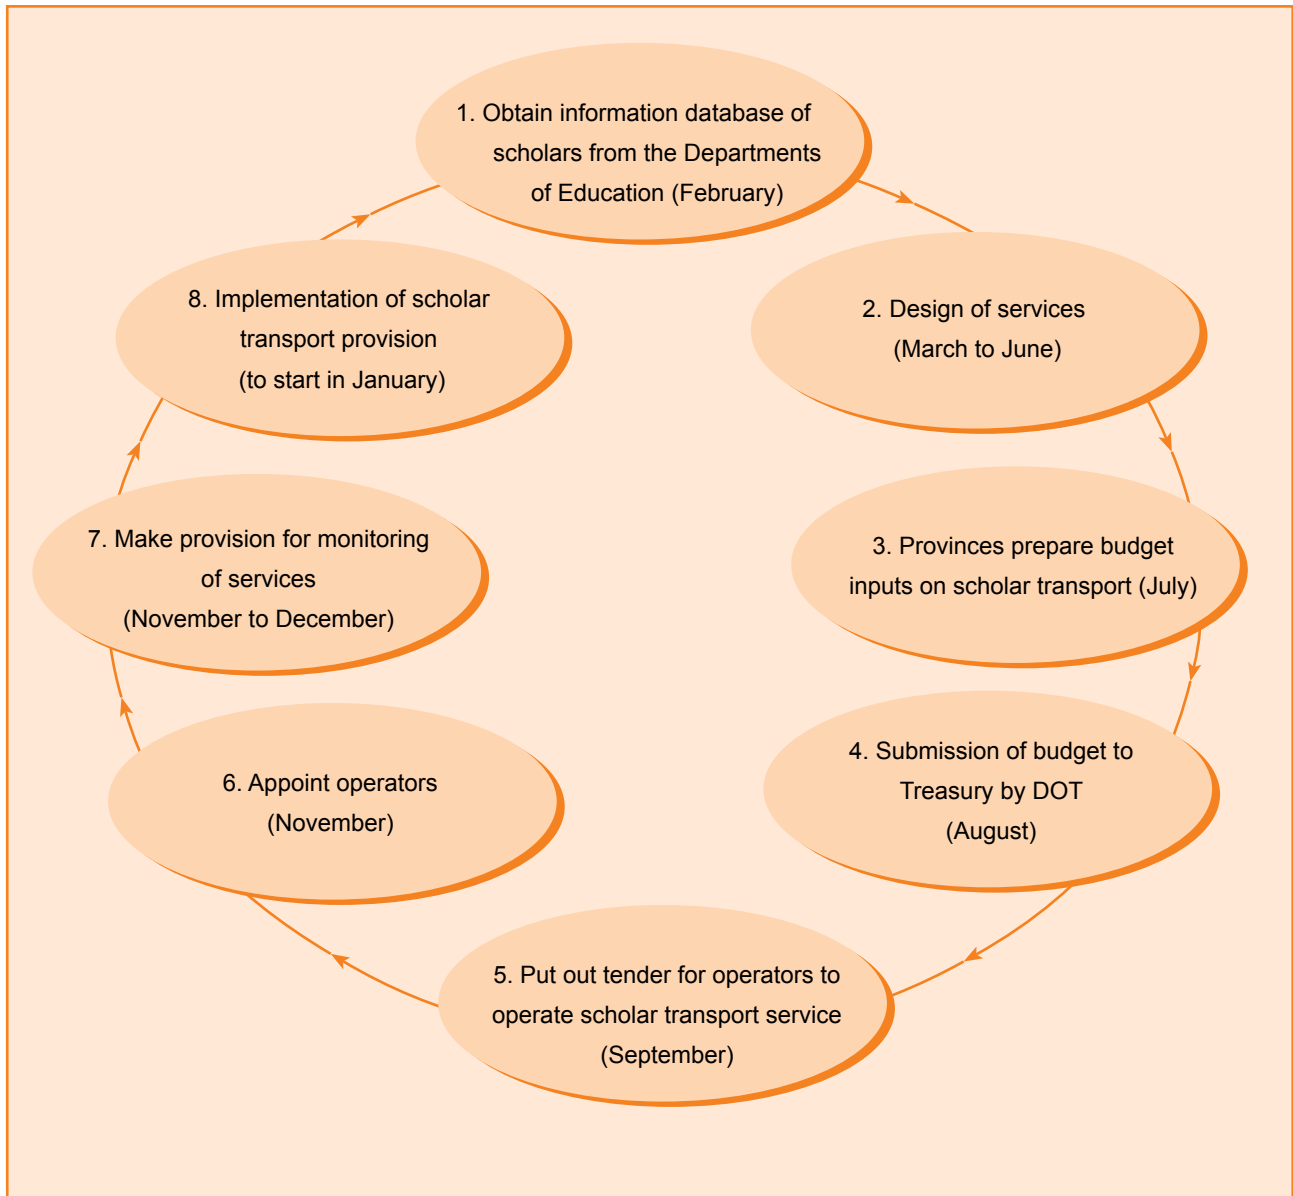 1. Obtain information database of
scholars from the Departments
of Education (February)
2. Design of services
(March to June)
3. Provinces prepare budget
inputs on scholar transport (July)
4. Submission of budget to
Treasury by DOT
(August)
5. Put out tender for operators to
operate scholar transport service
(September)
6. Appoint operators
(November)
7. Make provision for monitoring
of services
(November to December)
8. Implementation of scholar
transport provision
(to start in January)